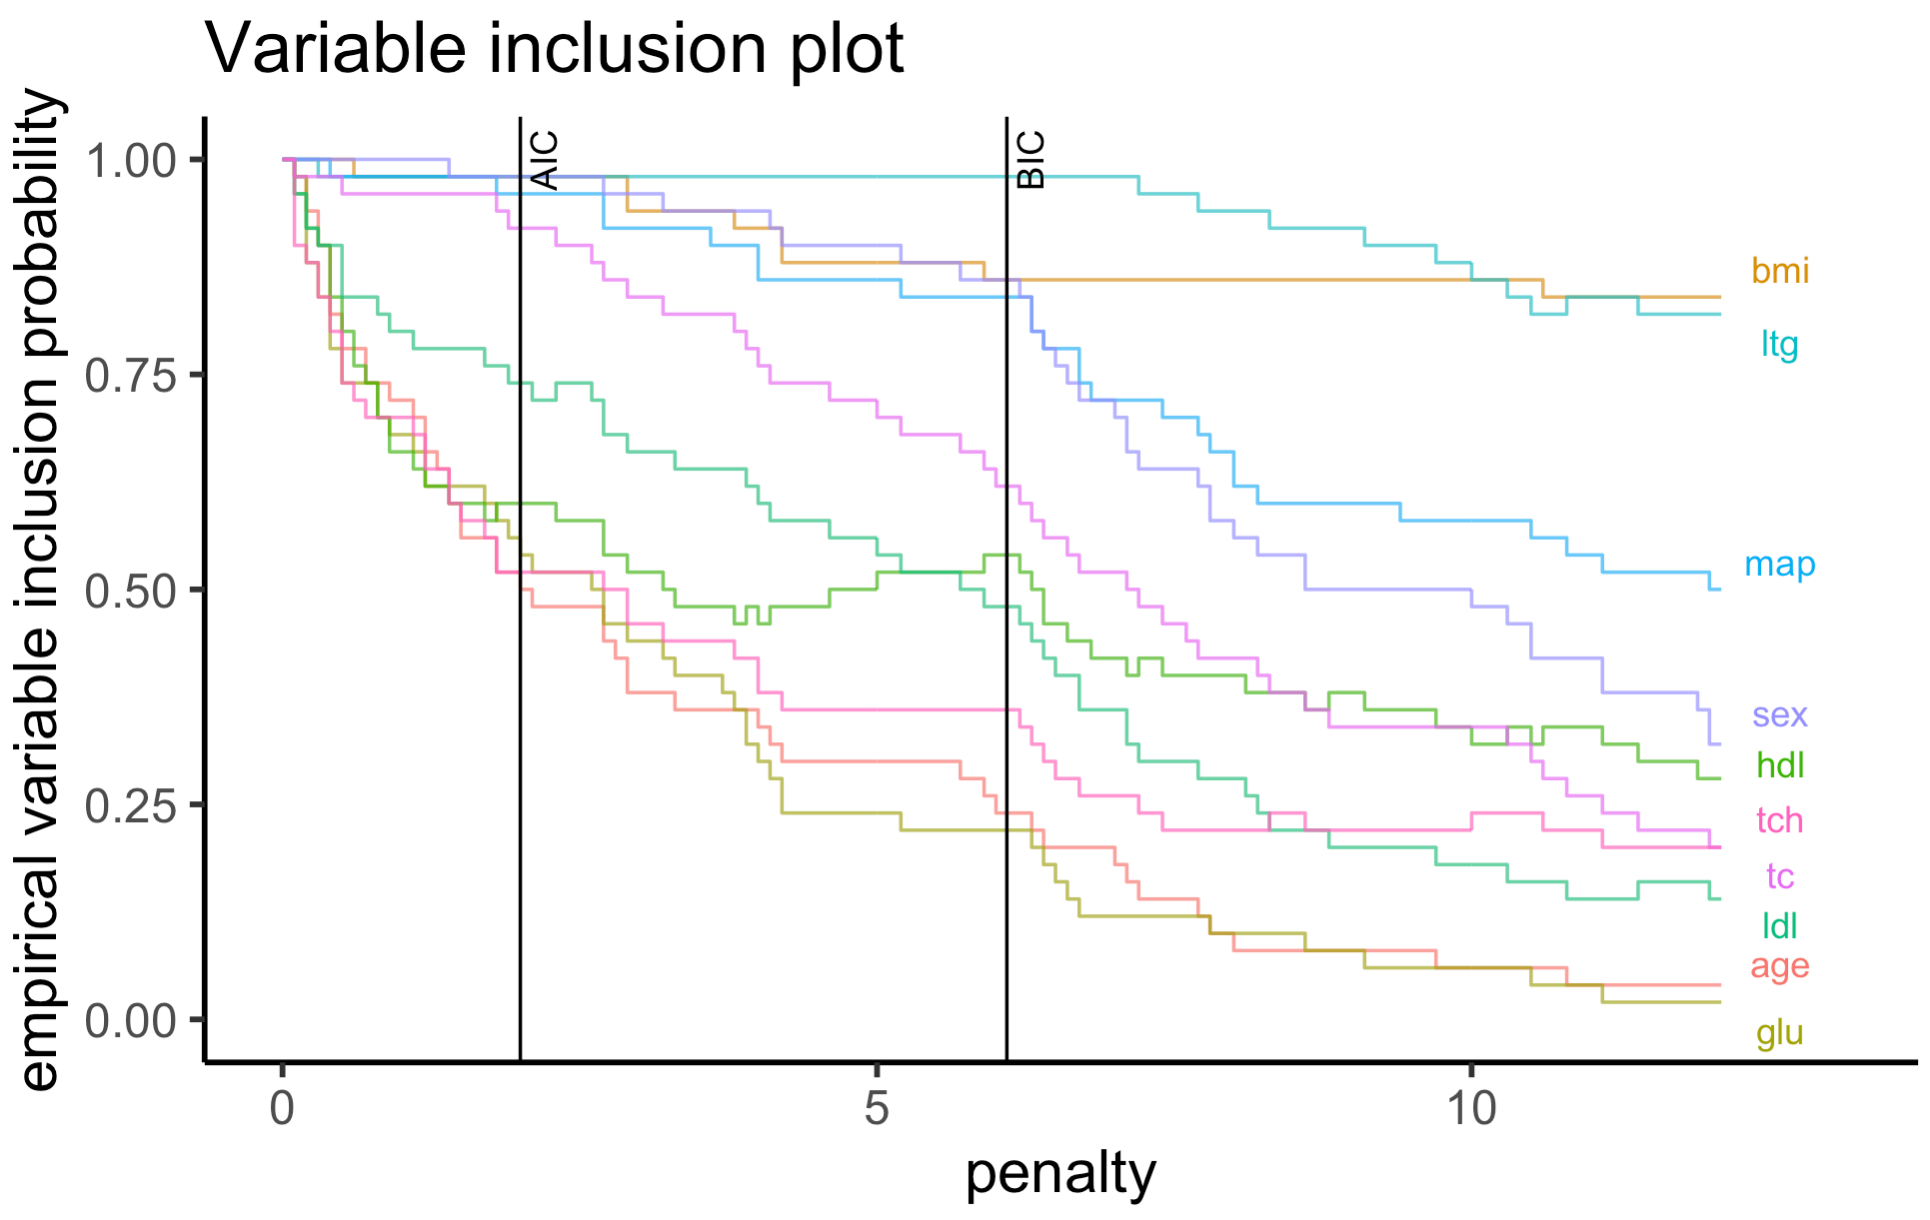 Variable inclusion plot
empirical variable inclusion probability
1.00
0.75
0.50
0.25
0.00
AIC
BIC
bmi
ltg
map
sex
hdl
tch
tc
ldl
age
glu
0
5
10
penalty